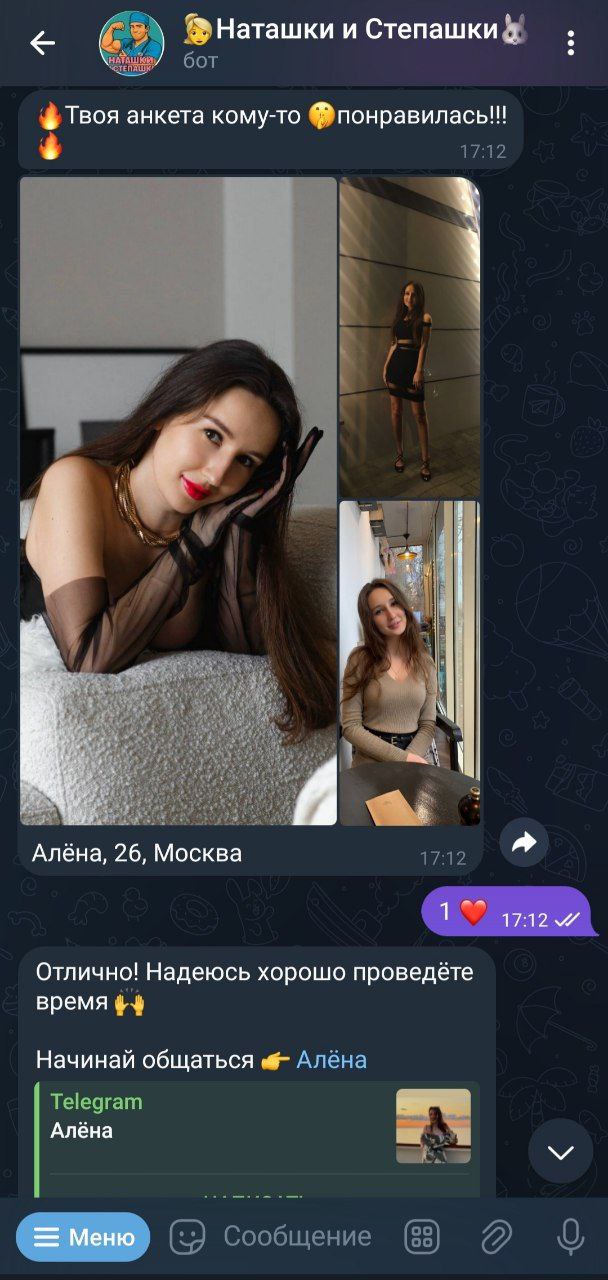 👱‍♀️Наташки и Степашки🐰
бот
НАТАШКИ
СТЕПАШКИ
🔥Твоя анкета кому-то 🤫понравилась!!!
🔥
17:12
Алёна, 26, Москва
17:12
1 ❤️ 17:12
Отлично! Надеюсь хорошо проведёте
время 🙌
Начинай общаться 👉 Алёна
Telegram
Алёна
Меню
Сообщение